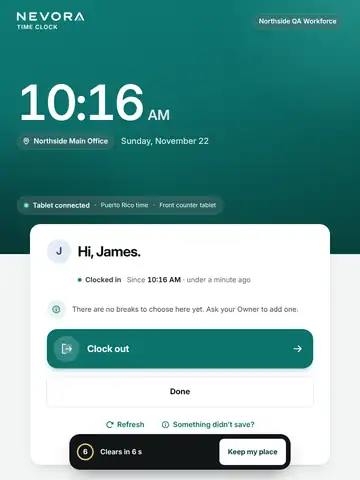 NEVORA
TIME CLOCK
Northside QA Workforce
10:16 AM
Northside Main Office
Sunday, November 22
Tablet connected · Puerto Rico time · Front counter tablet
J
Hi, James.
Clocked in Since 10:16 AM · under a minute ago
There are no breaks to choose here yet. Ask your Owner to add one.
Clock out
Done
Refresh
Something didn't save?
6
Clears in 6 s
Keep my place